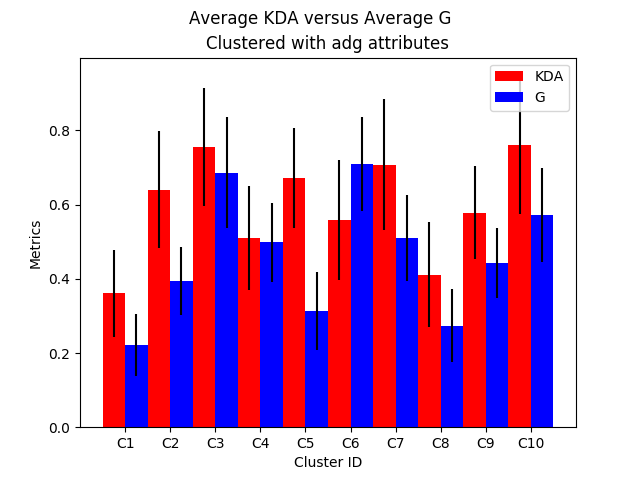 Average KDA versus Average G
Clustered with adg attributes
KDA
G
0.8
0.6
0.4
0.2
0.0
Metrics
C1 C2 C3 C4 C5 C6 C7 C8 C9 C10
Cluster ID